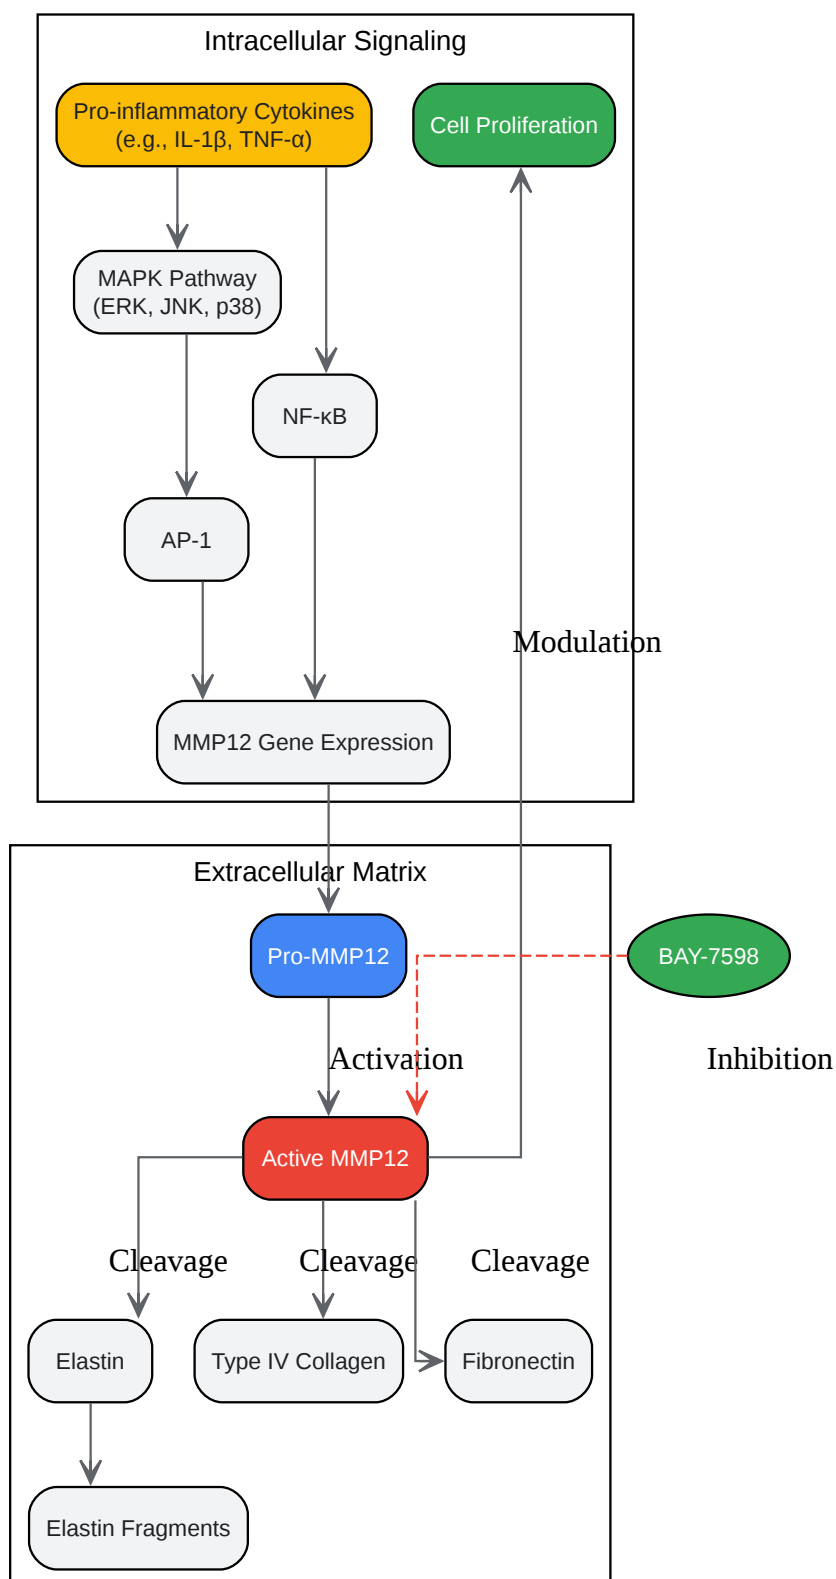 Intracellular Signaling
Pro-inflammatory Cytokines
(e.g., IL-1β, TNF-α)
Cell Proliferation
MAPK Pathway
(ERK, JNK, p38)
NF-κB
AP-1
Modulation
MMP12 Gene Expression
Extracellular Matrix
Pro-MMP12
BAY-7598
Activation
Inhibition
Active MMP12
Cleavage
Cleavage
Cleavage
Elastin
Type IV Collagen
Fibronectin
Elastin Fragments